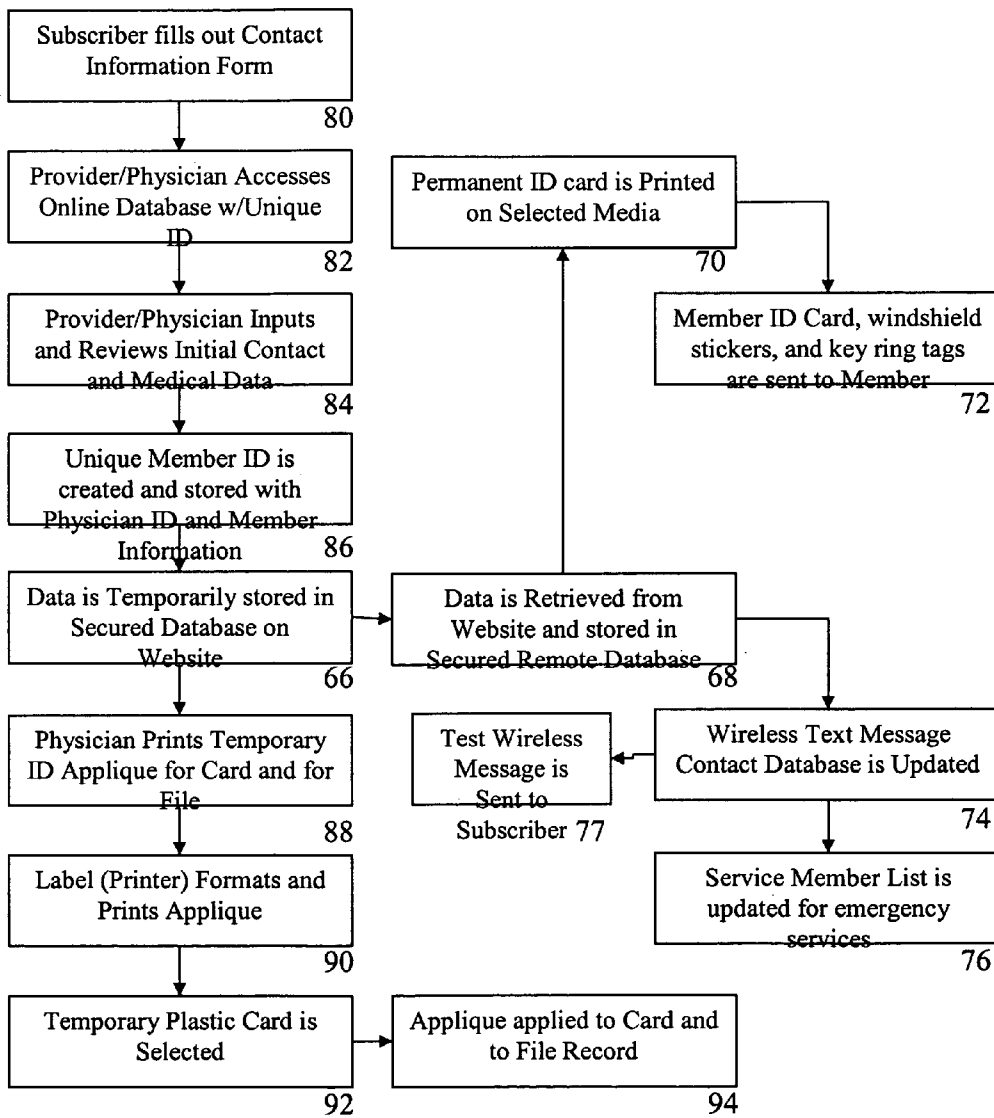 Subscriber fills out Contact
Information Form
80
Provider/Physician Accesses
Online Database w/Unique
ID
82
Permanent ID card is Printed
on Selected Media
70
Provider/Physician Inputs
and Reviews Initial Contact
and Medical Data
84
Member ID Card, windshield
stickers, and key ring tags
are sent to Member
72
Unique Member ID is
created and stored with
Physician ID and Member
Information
86
Data is Temporarily stored in
Secured Database on
Website
66
Data is Retrieved from
Website and stored in
Secured Remote Database
68
Physician Prints Temporary
ID Applique for Card and for
File
88
Test Wireless
Message is
Sent to
Subscriber 77
Wireless Text Message
Contact Database is Updated
74
Label (Printer) Formats and
Prints Applique
90
Service Member List is
updated for emergency
services
76
Temporary Plastic Card is
Selected
92
Applique applied to Card and
to File Record
94